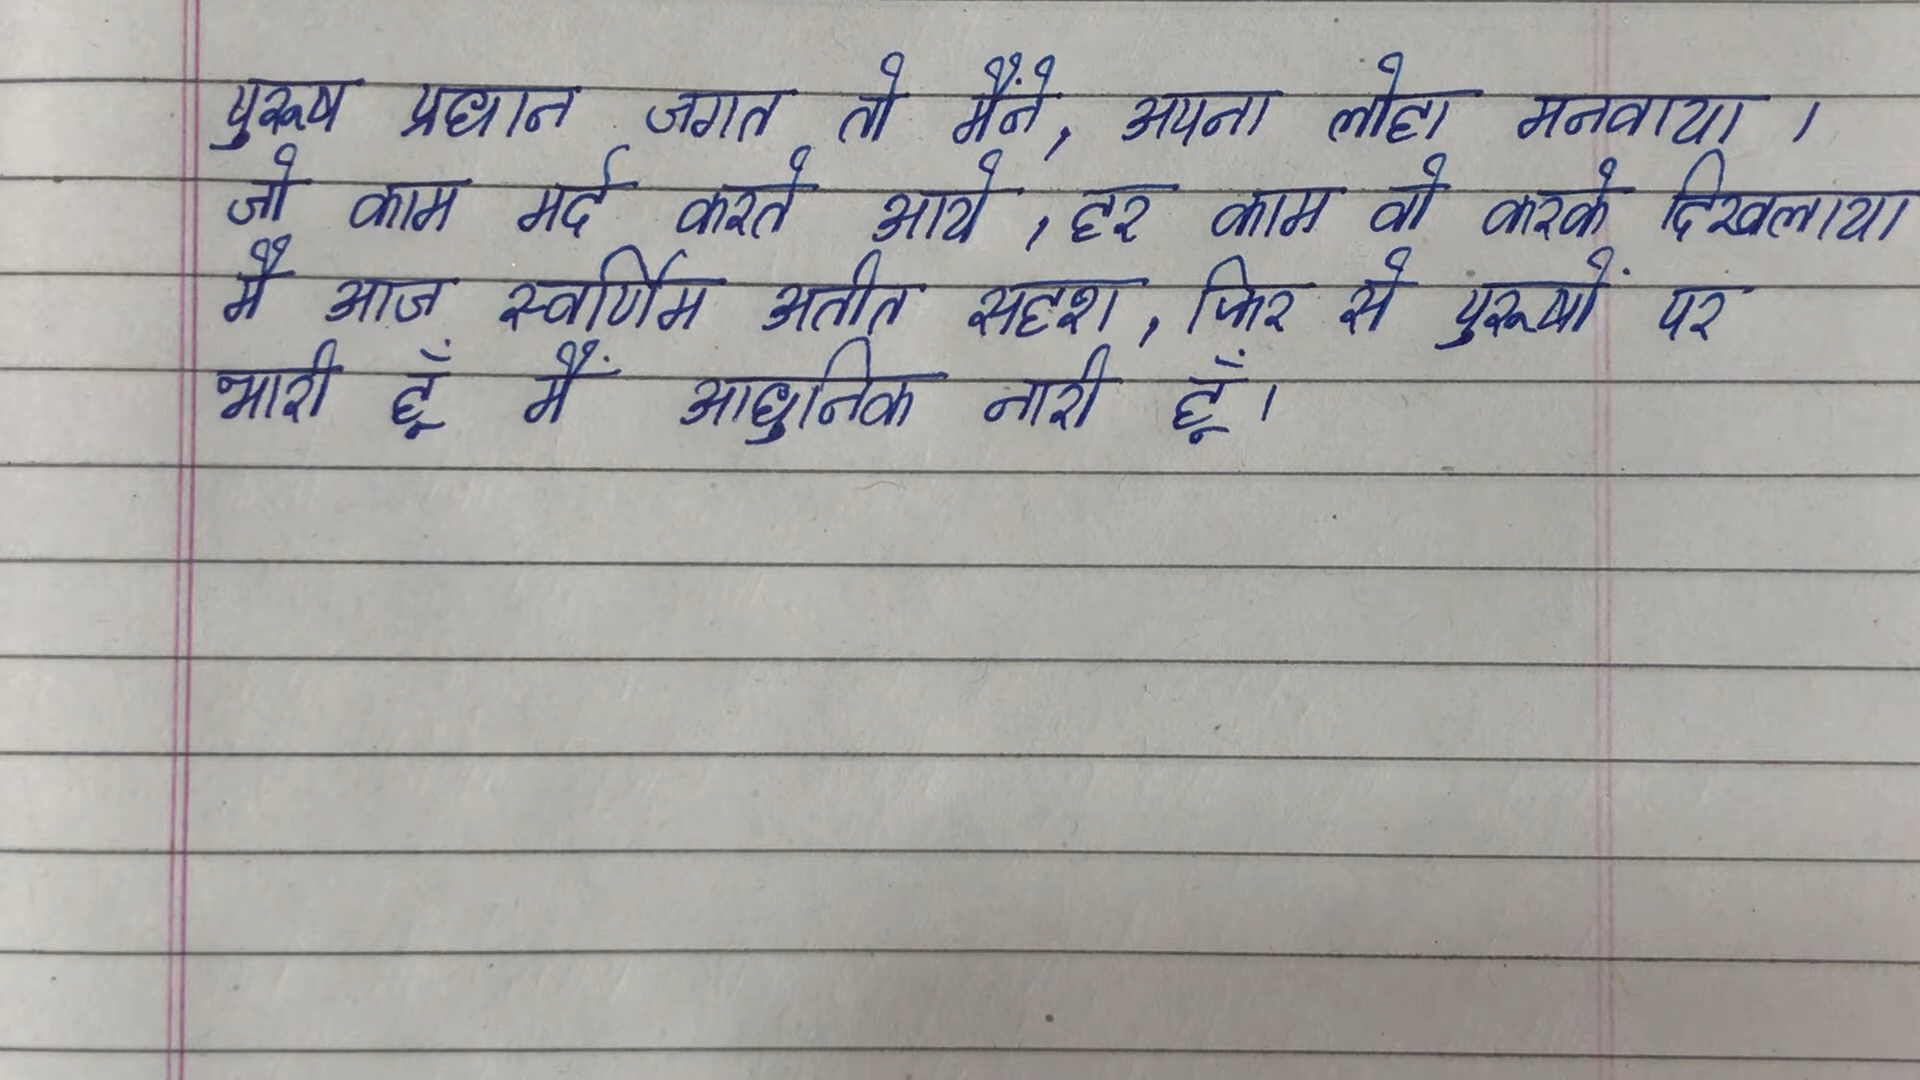 पुरूष प्रधान जगत तो मैंने, अपना लोहा मनवाया ।
जो काम मर्द करते आये, हर काम वो करके दिखलाया
मै आज स्वर्णिम अतीत सदृश, फिर से पुरूषों पर
भारी हूँ मैं आधुनिक नारी हूँ।